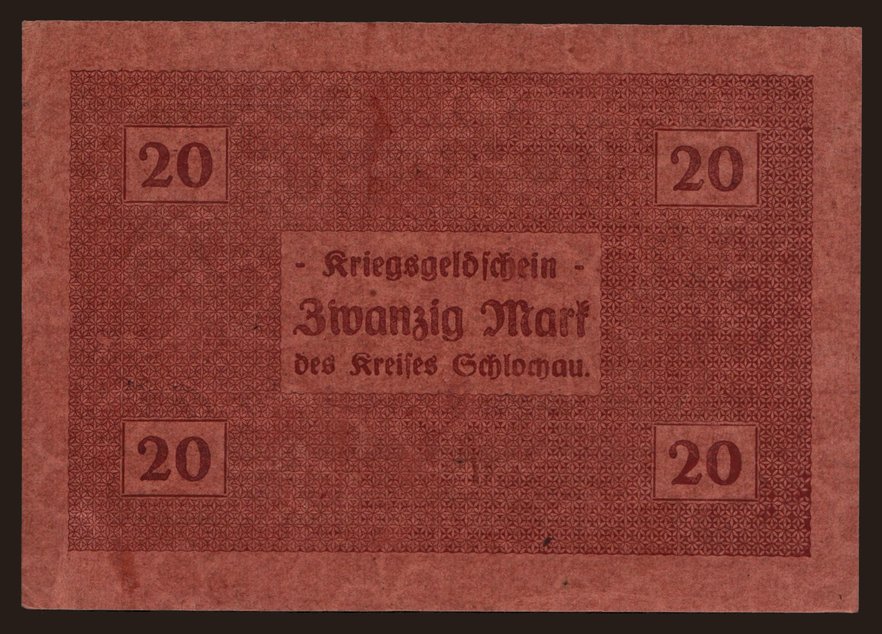 20 20
- Kriegsgeldschein -
Zwanzig Mark
des Kreises Schlochau.
20 20